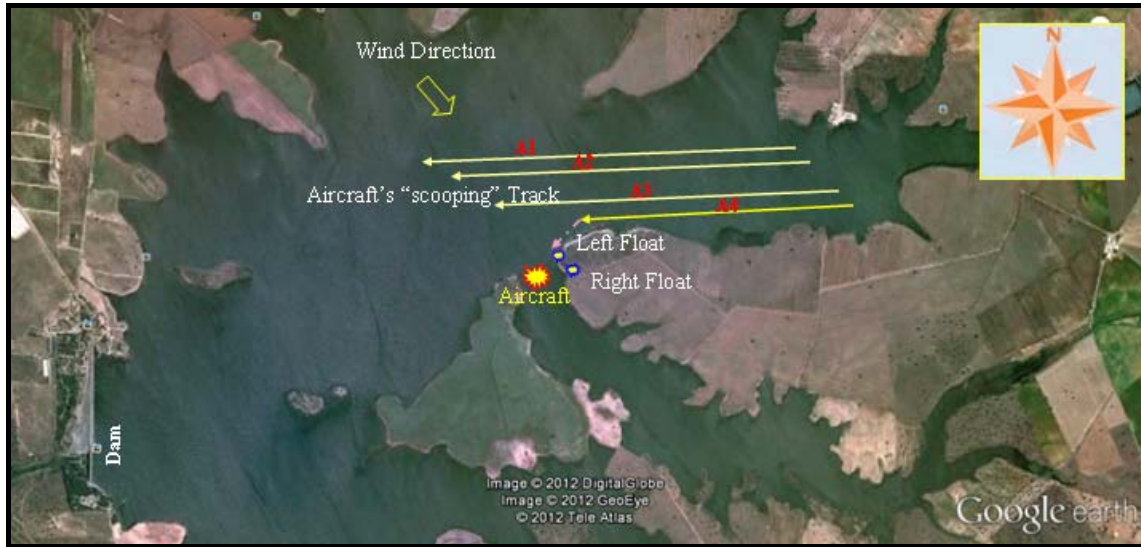 N
Wind Direction
A1
A2
Aircraft's “scooping” Track
A3
A4
Left Float
Right Float
Aircraft
Dam
Image © 2012 DigitalGlobe
Image © 2012 GeoEye
© 2012 Tele Atlas
Google earth